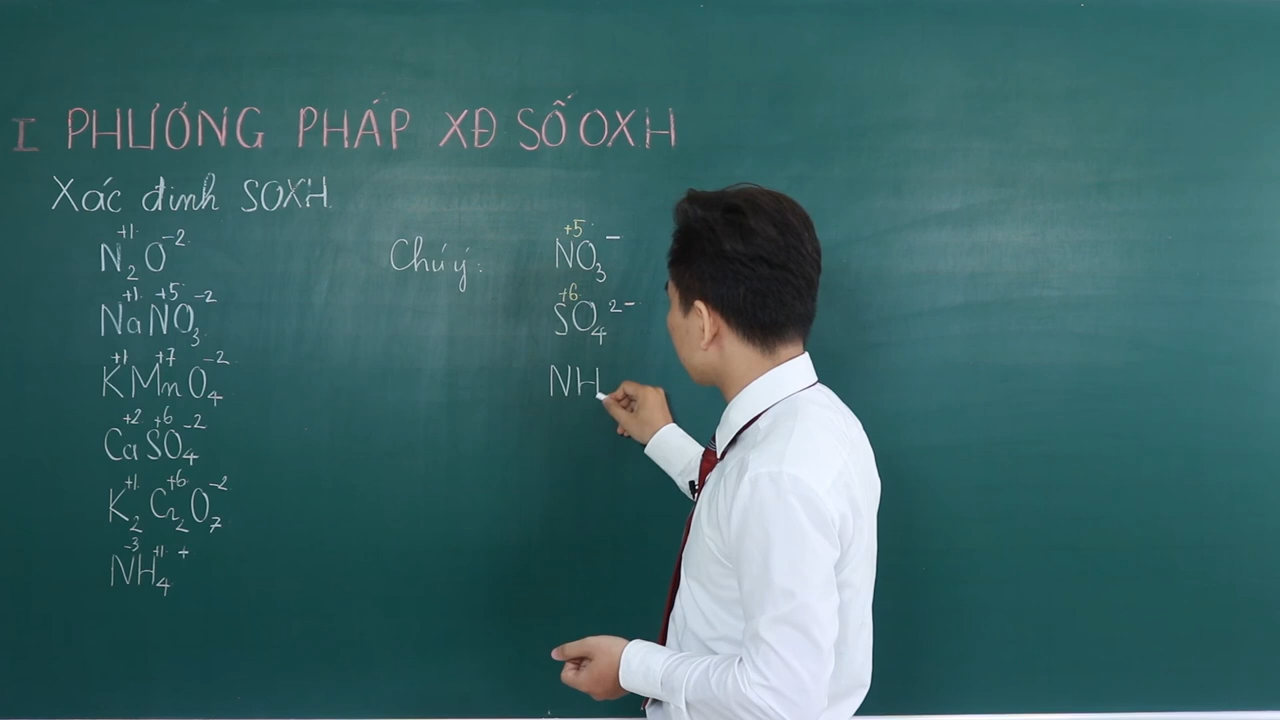 I PHƯƠNG PHÁP XĐ SỐ OXH
Xác đinh SOXH
+1 -2
N2O
+1 +5 -2
NaNO3
+1 +7 -2
KMnO4
+2 +6 -2
CaSO4
+1 +6 -2
K2Cr2O7
-3 +1 +
NH4
Chú ý:
+5
NO3−
+6
SO4 2−
NH